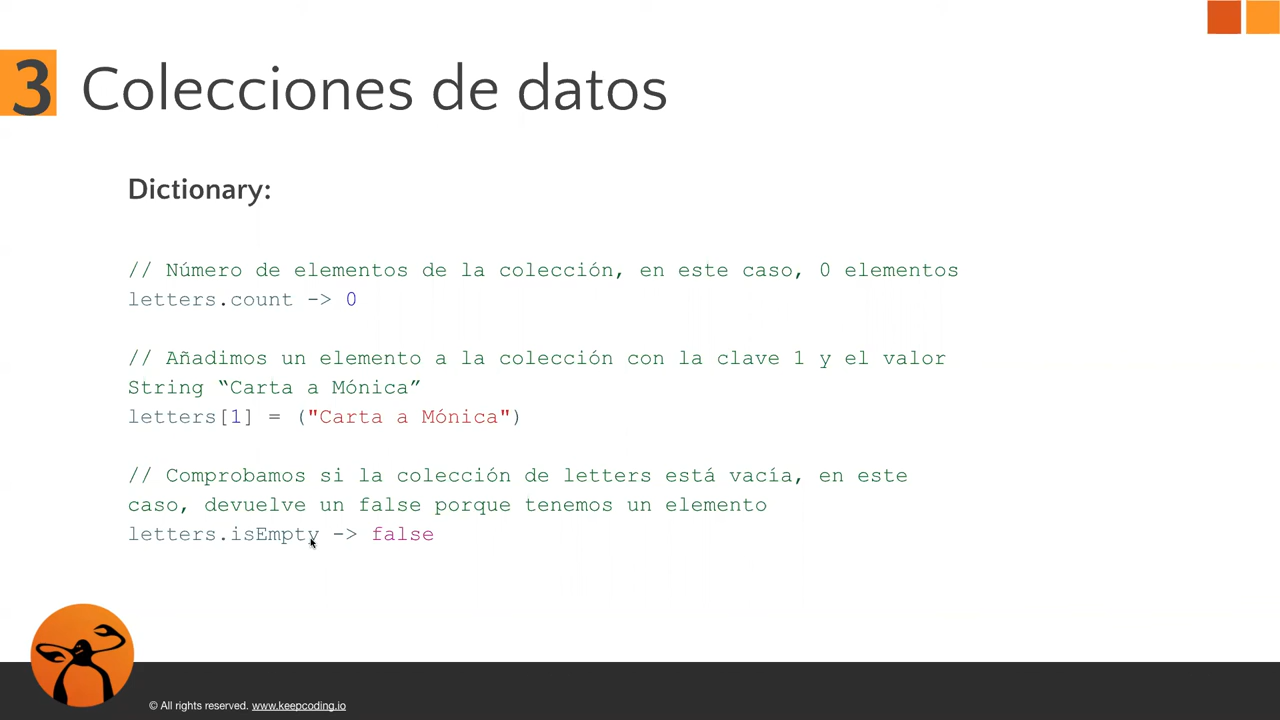 3 Colecciones de datos
Dictionary:
// Número de elementos de la colección, en este caso, 0 elementos
letters.count -> 0
// Añadimos un elemento a la colección con la clave 1 y el valor
String “Carta a Mónica”
letters[1] = ("Carta a Mónica")
// Comprobamos si la colección de letters está vacía, en este
caso, devuelve un false porque tenemos un elemento
letters.isEmpty -> false
© All rights reserved. www.keepcoding.io